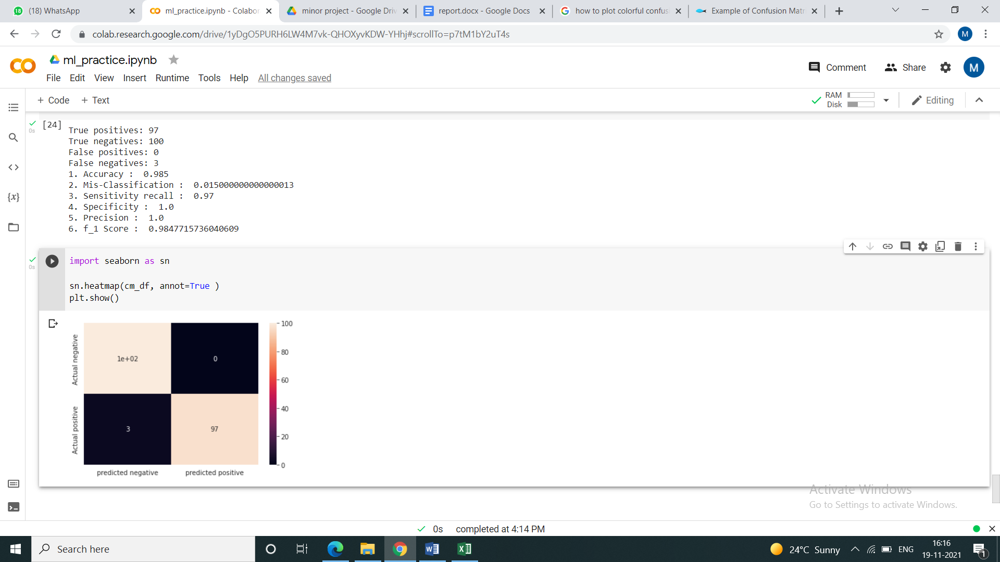 18 (18) WhatsApp
ml_practice.ipynb - Colabor
minor project - Google Driv
report.docx - Google Docs
how to plot colorful confus
Example of Confusion Matr
colab.research.google.com/drive/1yDgO5PURH6LW4M7vk-QHOXyvKDW-YHhj#scrollTo=p7tM1bY2uT4s
M
ml_practice.ipynb
Comment
Share
M
File Edit View Insert Runtime Tools Help All changes saved
+ Code + Text
RAM
Disk
Editing
[24]
0s
True positives: 97
True negatives: 100
False positives: 0
False negatives: 3
1. Accuracy : 0.985
2. Mis-Classification : 0.015000000000000013
3. Sensitivity recall : 0.97
4. Specificity : 1.0
5. Precision : 1.0
6. f_1 Score : 0.9847715736040609
{x}
0s
import seaborn as sn
sn.heatmap(cm_df, annot=True )
plt.show()
Actual negative
Actual positive
1e+02
0
3
97
predicted negative
predicted positive
100
80
60
40
20
0
Activate Windows
Go to Settings to activate Windows.
0s completed at 4:14 PM
Search here
24°C Sunny
ENG
16:16
19-11-2021
1